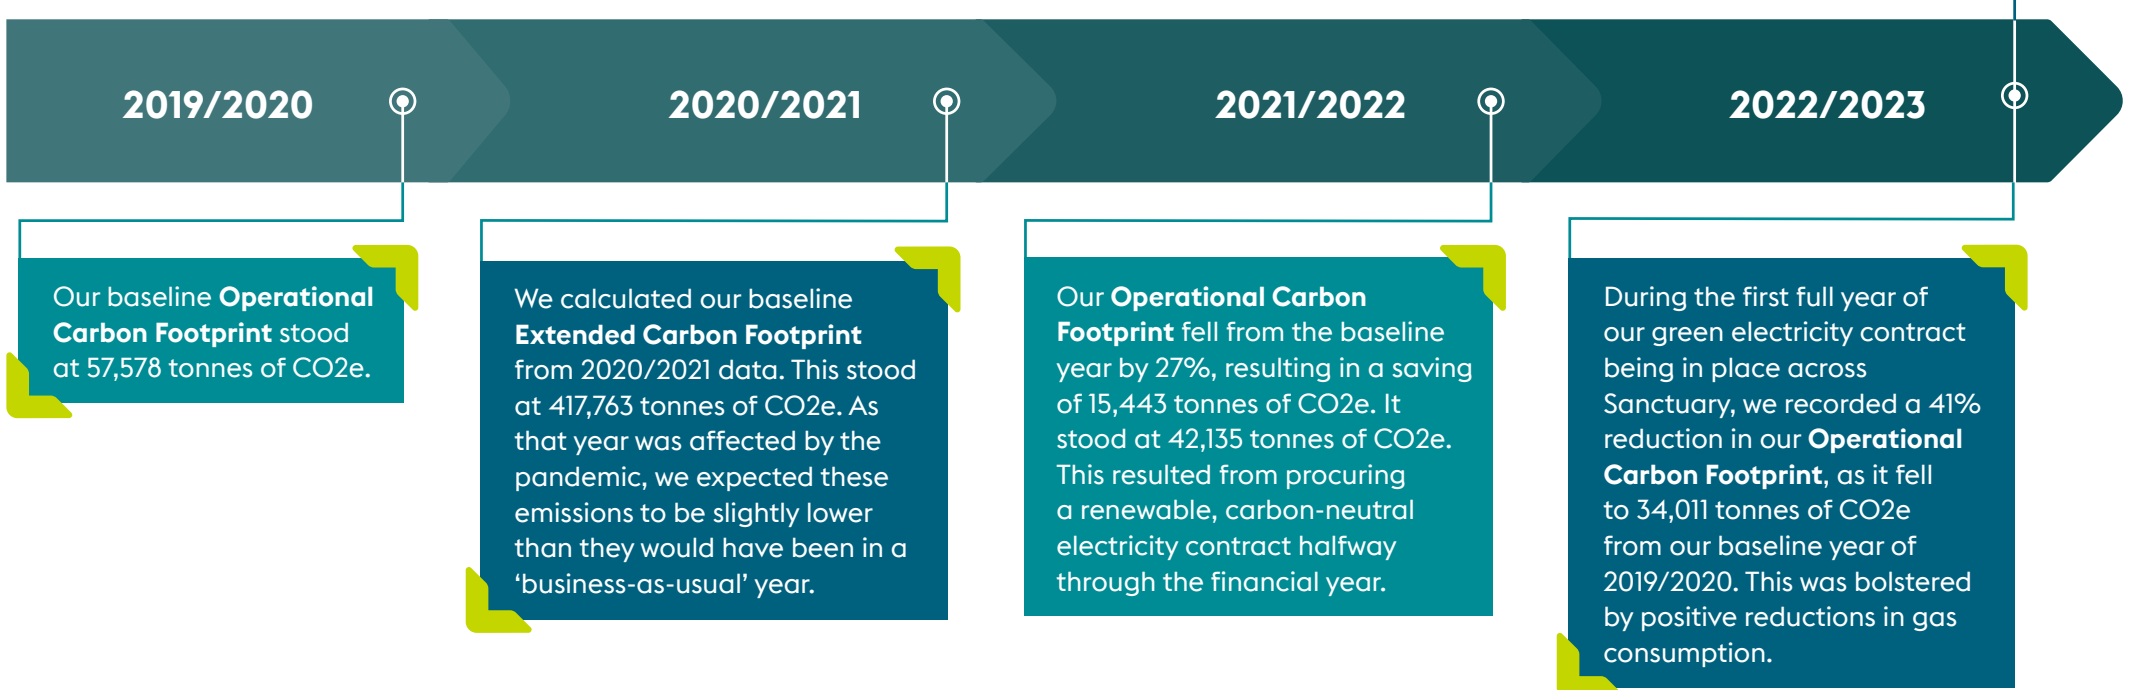 2019/2020
2020/2021
2021/2022
2022/2023
Our baseline Operational
Carbon Footprint stood
at 57,578 tonnes of CO2e.
We calculated our baseline
Extended Carbon Footprint
from 2020/2021 data. This stood
at 417,763 tonnes of CO2e. As
that year was affected by the
pandemic, we expected these
emissions to be slightly lower
than they would have been in a
‘business-as-usual’ year.
Our Operational Carbon
Footprint fell from the baseline
year by 27%, resulting in a saving
of 15,443 tonnes of CO2e. It
stood at 42,135 tonnes of CO2e.
This resulted from procuring
a renewable, carbon-neutral
electricity contract halfway
through the financial year.
During the first full year of
our green electricity contract
being in place across
Sanctuary, we recorded a 41%
reduction in our Operational
Carbon Footprint, as it fell
to 34,011 tonnes of CO2e
from our baseline year of
2019/2020. This was bolstered
by positive reductions in gas
consumption.